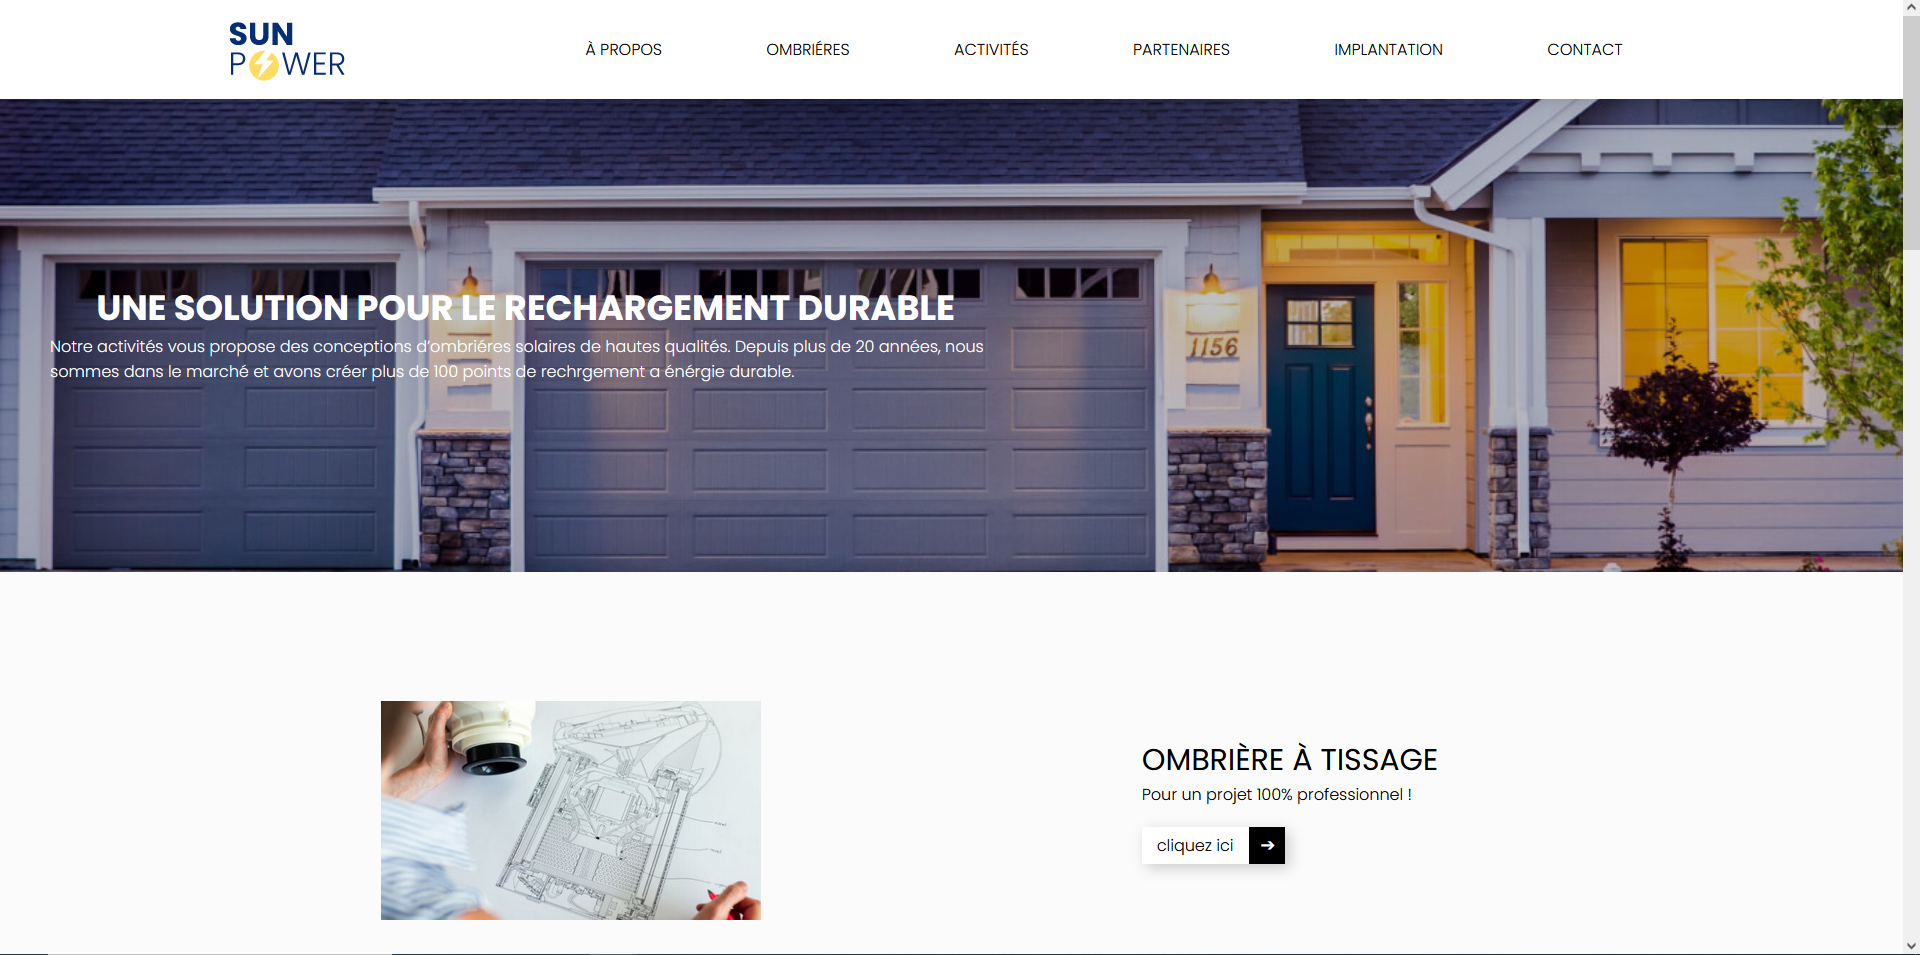 SUN
POWER
À PROPOS
OMBRIÉRES
ACTIVITÉS
PARTENAIRES
IMPLANTATION
CONTACT
UNE SOLUTION POUR LE RECHARGEMENT DURABLE
Notre activités vous propose des conceptions d'ombriéres solaires de hautes qualités. Depuis plus de 20 années, nous
sommes dans le marché et avons créer plus de 100 points de rechrgement a énérgie durable.
1156
OMBRIÈRE À TISSAGE
Pour un projet 100% professionnel !
cliquez ici ➔